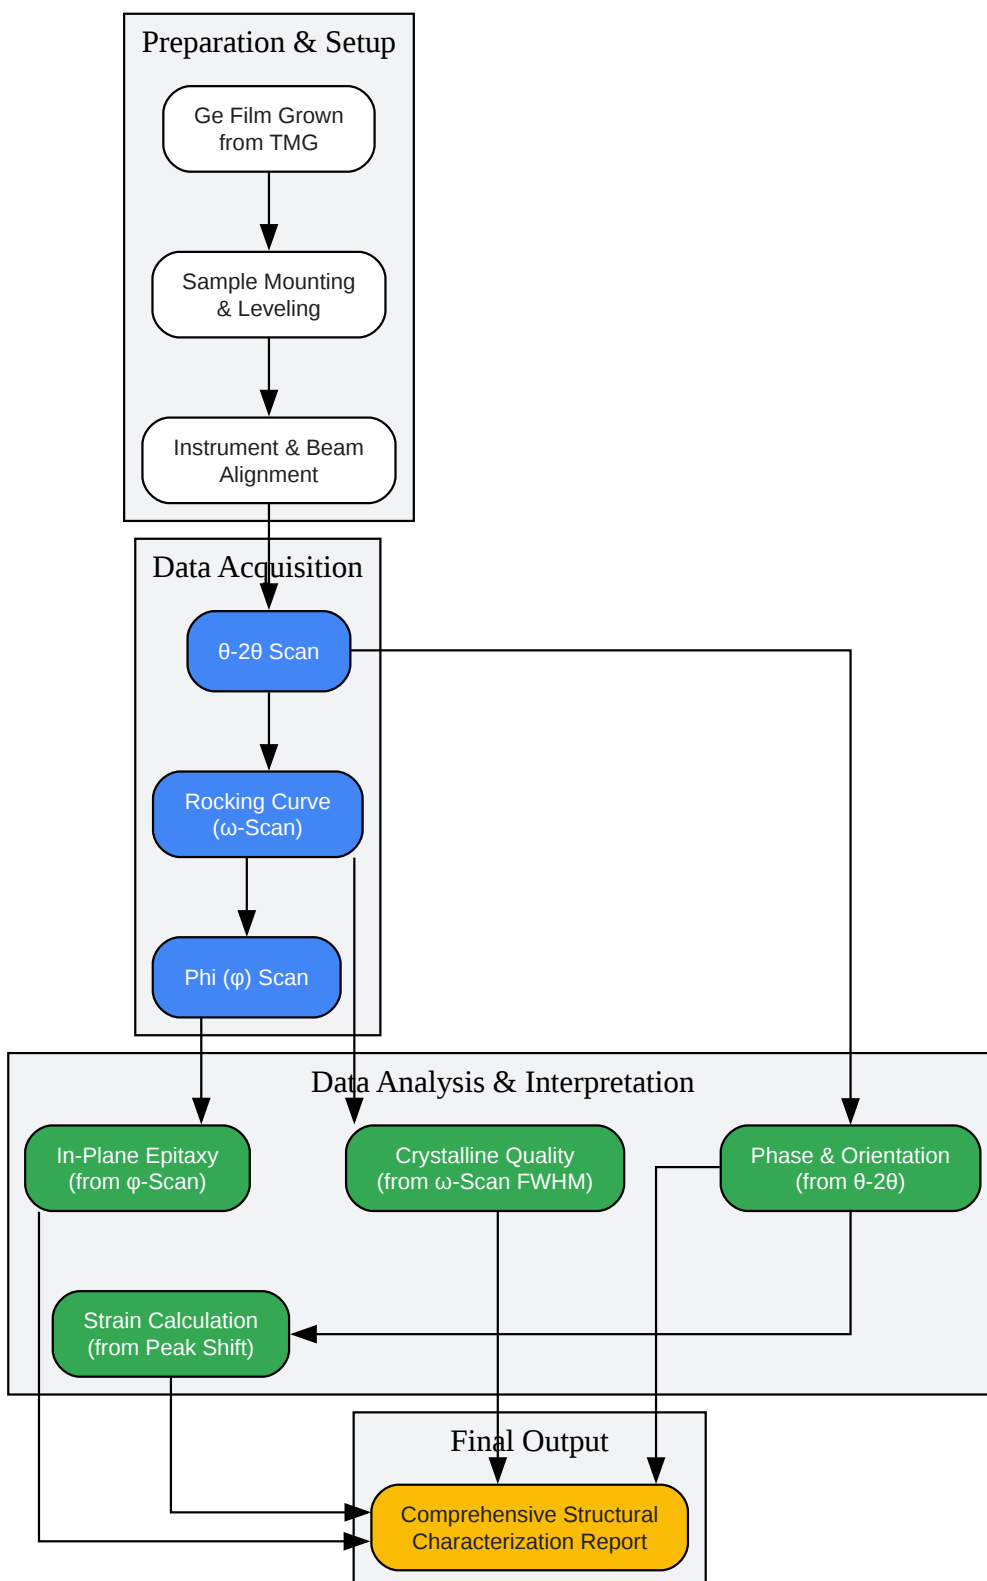 Preparation & Setup
Ge Film Grown
from TMG
Sample Mounting
& Leveling
Instrument & Beam
Alignment
Data Acquisition
θ-2θ Scan
Rocking Curve
(ω-Scan)
Phi (φ) Scan
Data Analysis & Interpretation
In-Plane Epitaxy
(from φ-Scan)
Crystalline Quality
(from ω-Scan FWHM)
Phase & Orientation
(from θ-2θ)
Strain Calculation
(from Peak Shift)
Final Output
Comprehensive Structural
Characterization Report